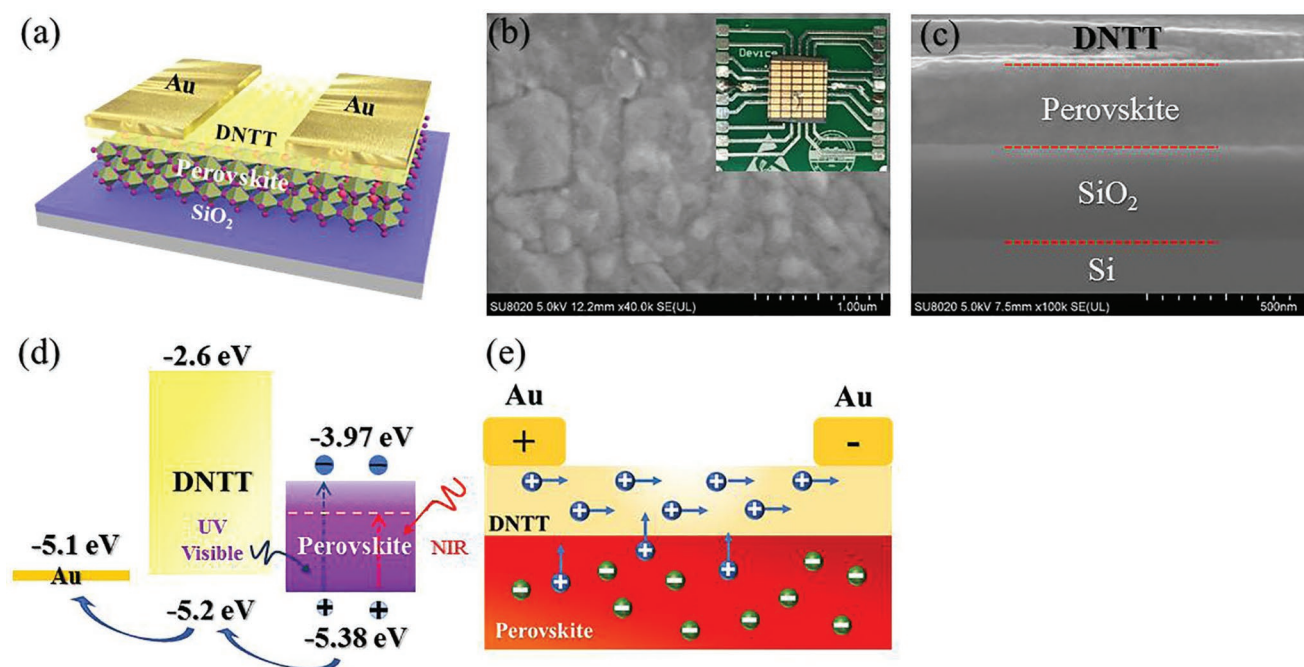 (a)
Au
Au
DNTT
Perovskite
SiO₂
(b)
Device
SU8020 5.0kV 12.2mm x40.0k SE(UL)
1.00um
(c)
DNTT
Perovskite
SiO₂
Si
SU8020 5.0kV 7.5mm x100k SE(UL)
500nm
(d)
-2.6 eV
-3.97 eV
DNTT
UV
Visible
Perovskite
NIR
-5.1 eV
Au
-5.2 eV
-5.38 eV
(e)
Au
Au
+
-
DNTT
Perovskite